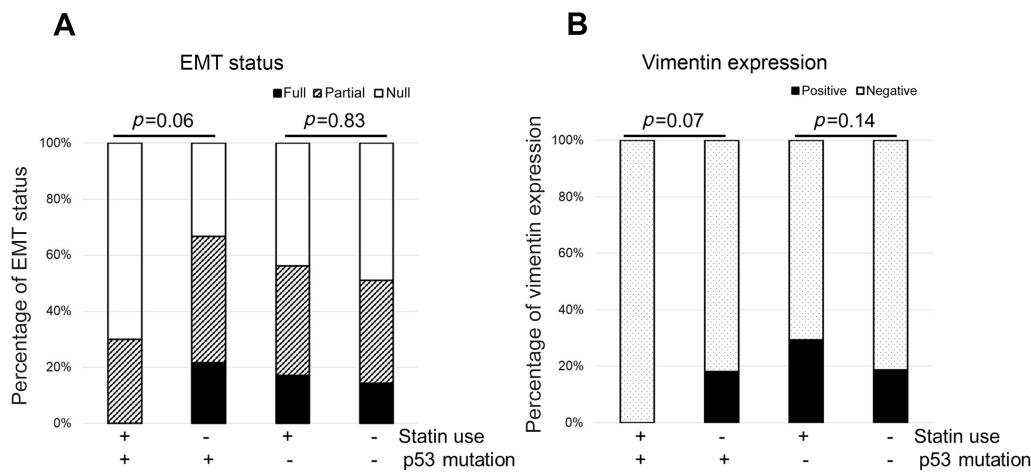 A
EMT status
Full Partial Null
p=0.06 p=0.83
Percentage of EMT status
100%
80%
60%
40%
20%
0%
+ - + - Statin use
+ + - - p53 mutation
B
Vimentin expression
Positive Negative
p=0.07 p=0.14
Percentage of vimentin expression
100%
80%
60%
40%
20%
0%
+ - + - Statin use
+ + - - p53 mutation